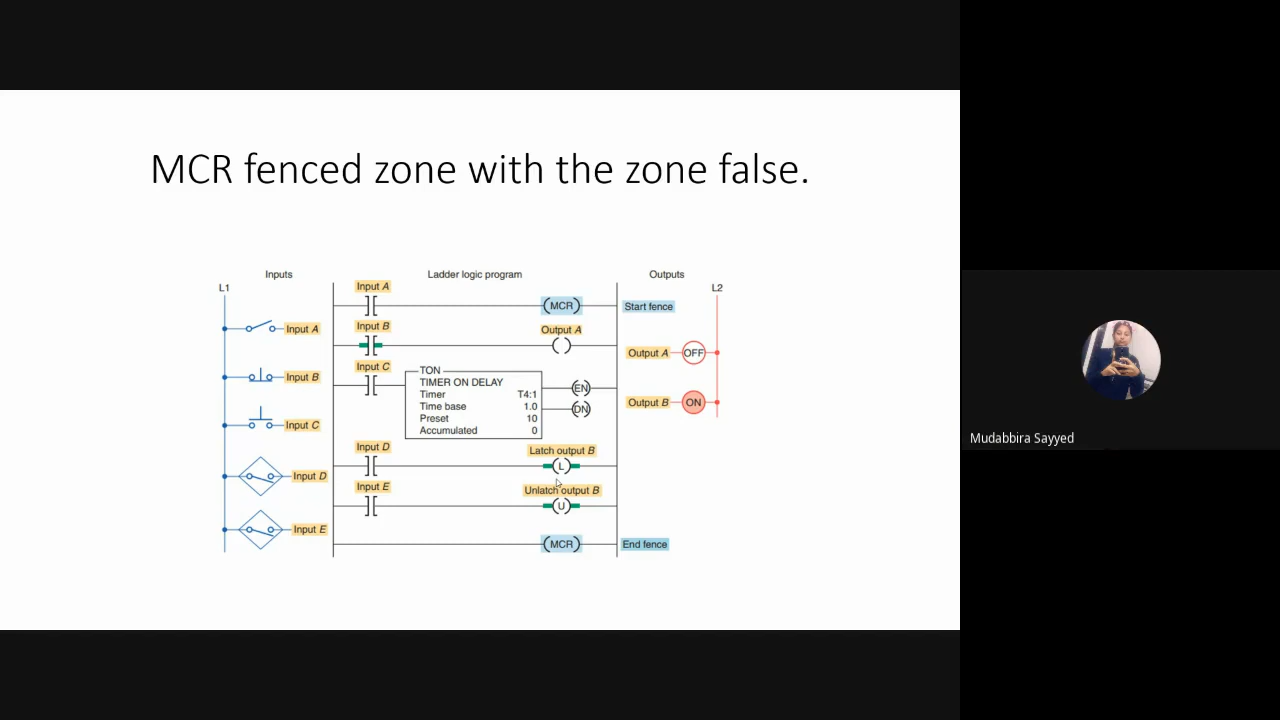 MCR fenced zone with the zone false.
Inputs
Ladder logic program
Outputs
L1
L2
Input A
MCR
Start fence
Input B
Output A
Input A
Output A
OFF
Input C
TON
TIMER ON DELAY
Timer T4:1
Time base 1.0
Preset 10
Accumulated 0
EN
DN
Input B
Output B
ON
Input C
Input D
Latch output B
L
Input D
Input E
Unlatch output B
U
Input E
MCR
End fence
Mudabbira Sayyed